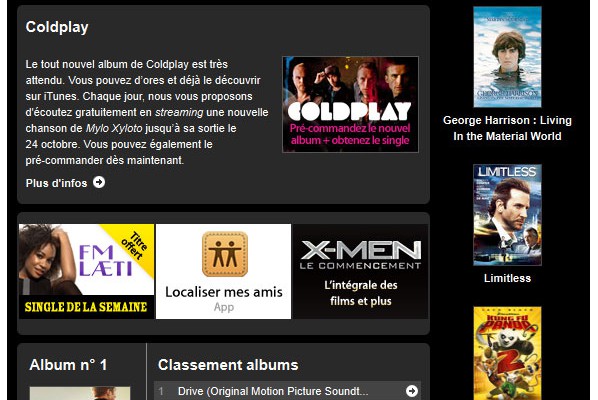 Coldplay
Le tout nouvel album de Coldplay est très
attendu. Vous pouvez d'ores et déjà le découvrir
sur iTunes. Chaque jour, nous vous proposons
d'écoutez gratuitement en streaming une nouvelle
chanson de Mylo Xyloto jusqu'à sa sortie le
24 octobre. Vous pouvez également le
pré-commander dès maintenant.
Plus d'infos
COLDPLAY
Pré-commandez le nouvel
album + obtenez le single
FM
LÆTI
Titre
offert
SINGLE DE LA SEMAINE
Localiser mes amis
App
X-MEN
LE COMMENCEMENT
L'intégrale des
films et plus
Album n° 1
Classement albums
1 Drive (Original Motion Picture Soundt...
GEORGE HARRISON
George Harrison : Living
In the Material World
LIMITLESS
Limitless
KUNG FU
PANDA
2